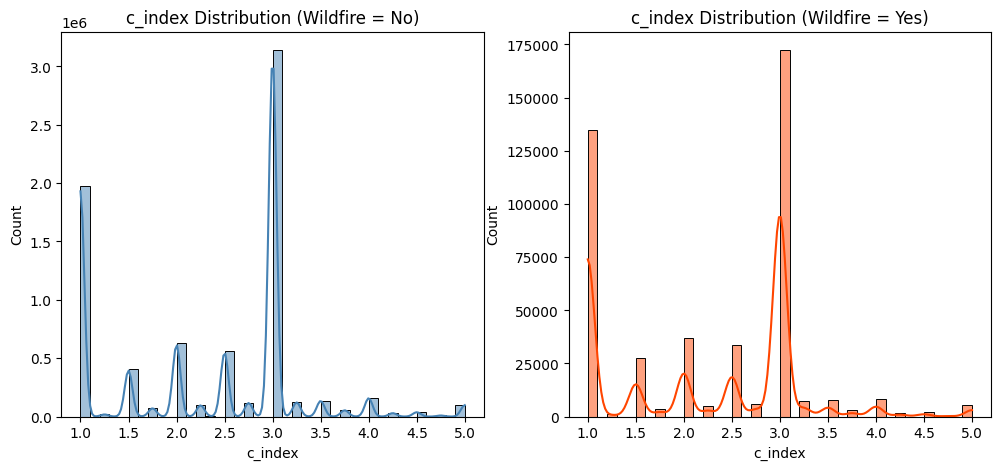 c_index Distribution (Wildfire = No)
1e6
3.0
2.5
2.0
1.5
1.0
0.5
0.0
Count
1.0 1.5 2.0 2.5 3.0 3.5 4.0 4.5 5.0
c_index
c_index Distribution (Wildfire = Yes)
175000
150000
125000
100000
75000
50000
25000
0
Count
1.0 1.5 2.0 2.5 3.0 3.5 4.0 4.5 5.0
c_index